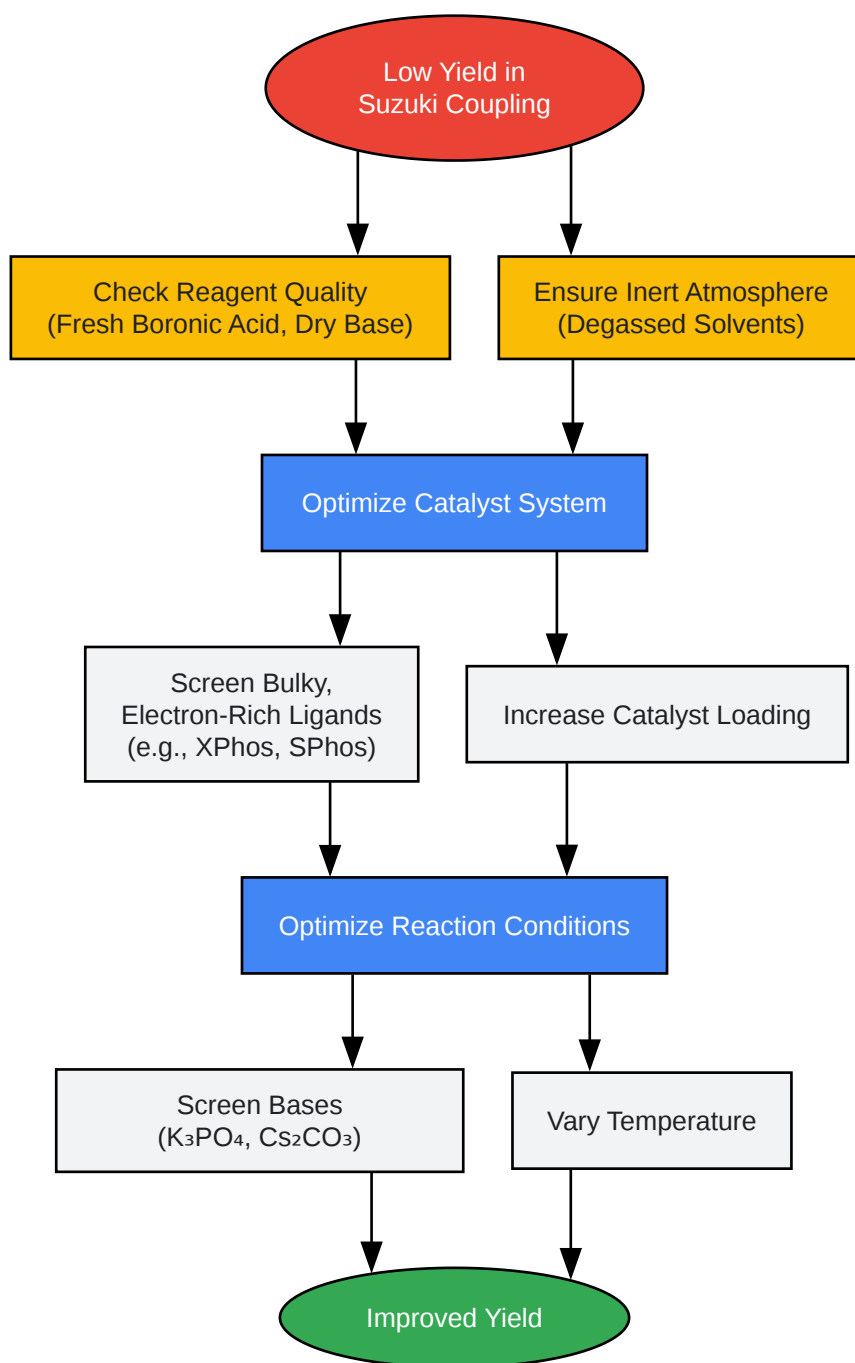 Low Yield in
Suzuki Coupling
Check Reagent Quality
(Fresh Boronic Acid, Dry Base)
Ensure Inert Atmosphere
(Degassed Solvents)
Optimize Catalyst System
Screen Bulky,
Electron-Rich Ligands
(e.g., XPhos, SPhos)
Increase Catalyst Loading
Optimize Reaction Conditions
Screen Bases
(K₃PO₄, Cs₂CO₃)
Vary Temperature
Improved Yield